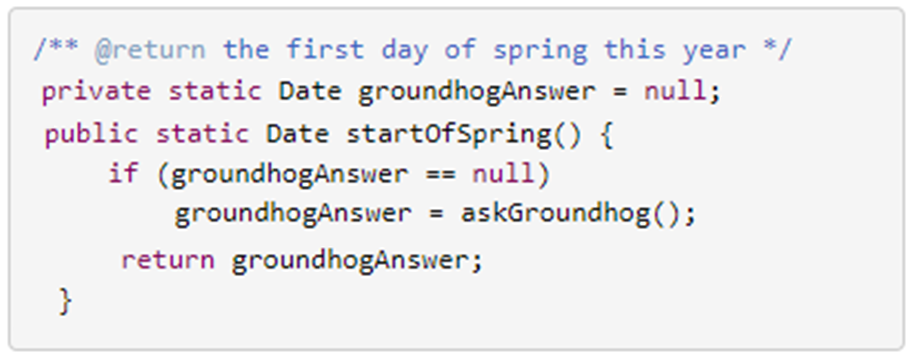 /** @return the first day of spring this year */
private static Date groundhogAnswer = null;
public static Date startOfSpring() {
if (groundhogAnswer == null)
groundhogAnswer = askGroundhog();
return groundhogAnswer;
}